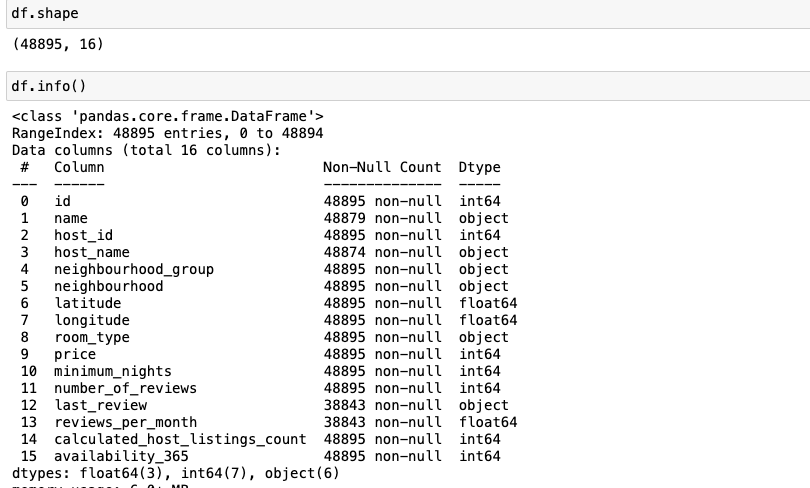 df.shape
(48895, 16)
df.info()
<class 'pandas.core.frame.DataFrame'>
RangeIndex: 48895 entries, 0 to 48894
Data columns (total 16 columns):
 #   Column                          Non-Null Count  Dtype
---  ------                          --------------  -----
 0   id                              48895 non-null  int64
 1   name                            48879 non-null  object
 2   host_id                         48895 non-null  int64
 3   host_name                       48874 non-null  object
 4   neighbourhood_group             48895 non-null  object
 5   neighbourhood                   48895 non-null  object
 6   latitude                        48895 non-null  float64
 7   longitude                       48895 non-null  float64
 8   room_type                       48895 non-null  object
 9   price                           48895 non-null  int64
 10  minimum_nights                  48895 non-null  int64
 11  number_of_reviews               48895 non-null  int64
 12  last_review                     38843 non-null  object
 13  reviews_per_month               38843 non-null  float64
 14  calculated_host_listings_count  48895 non-null  int64
 15  availability_365                48895 non-null  int64
dtypes: float64(3), int64(7), object(6)